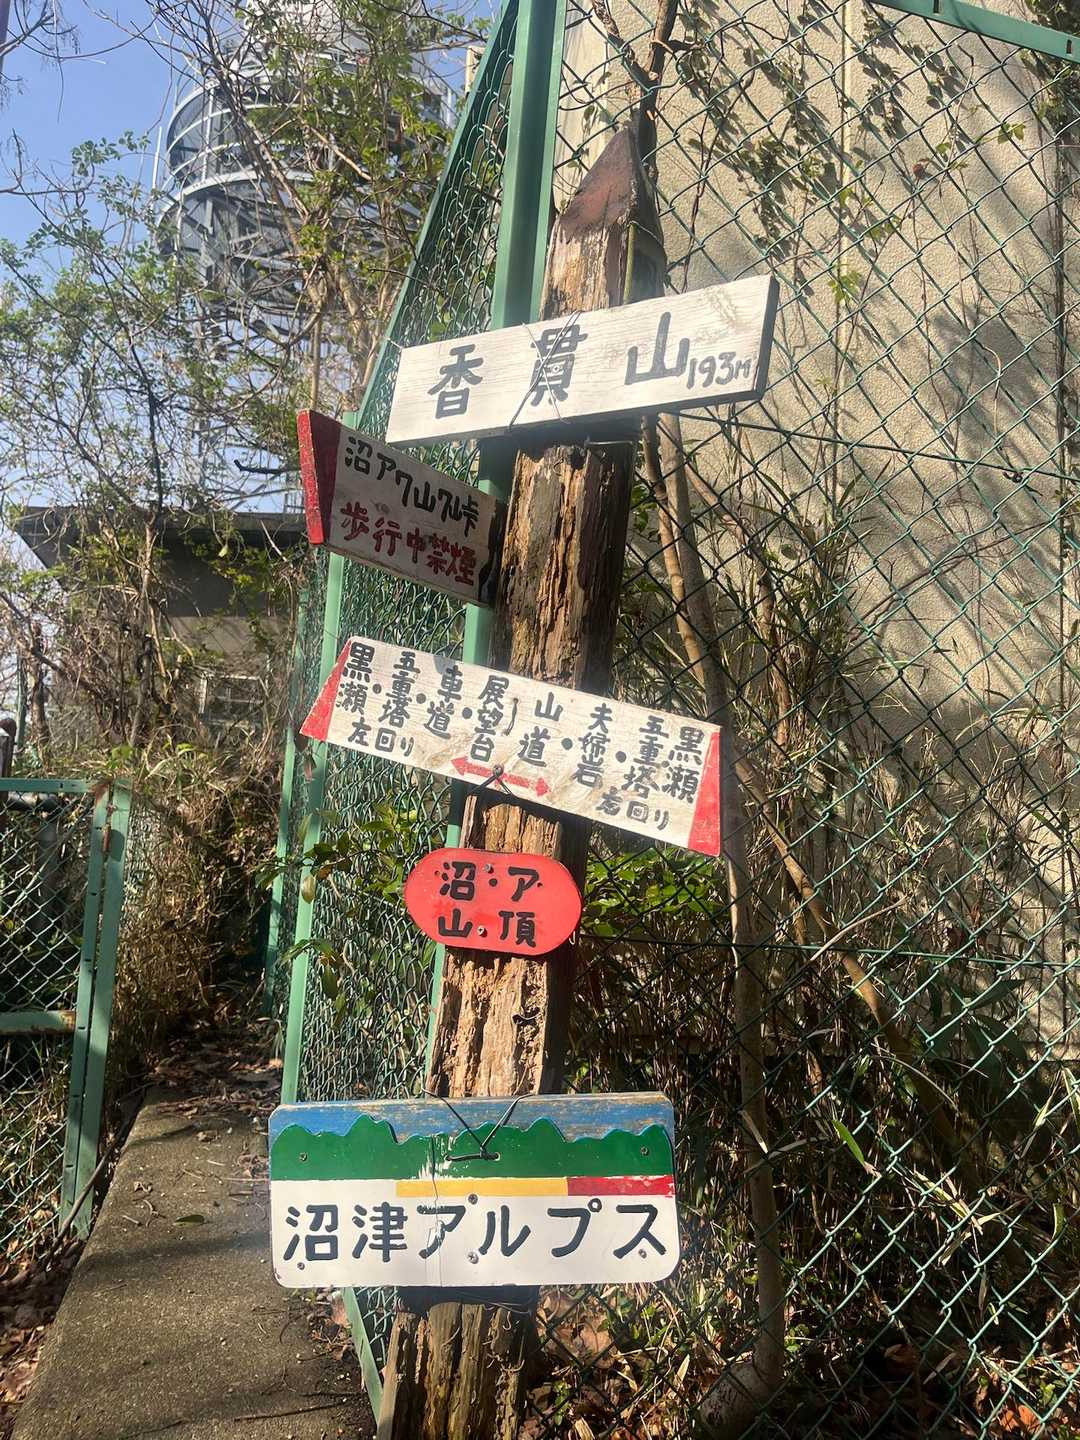 香貫山193M
沼ア7山7峠
歩行中禁煙
黒瀬・五重塔・車道・展望台
左回り
山道・夫婦岩・五重塔 黒瀬
右回り
沼・ア
山・頂
沼津アルプス